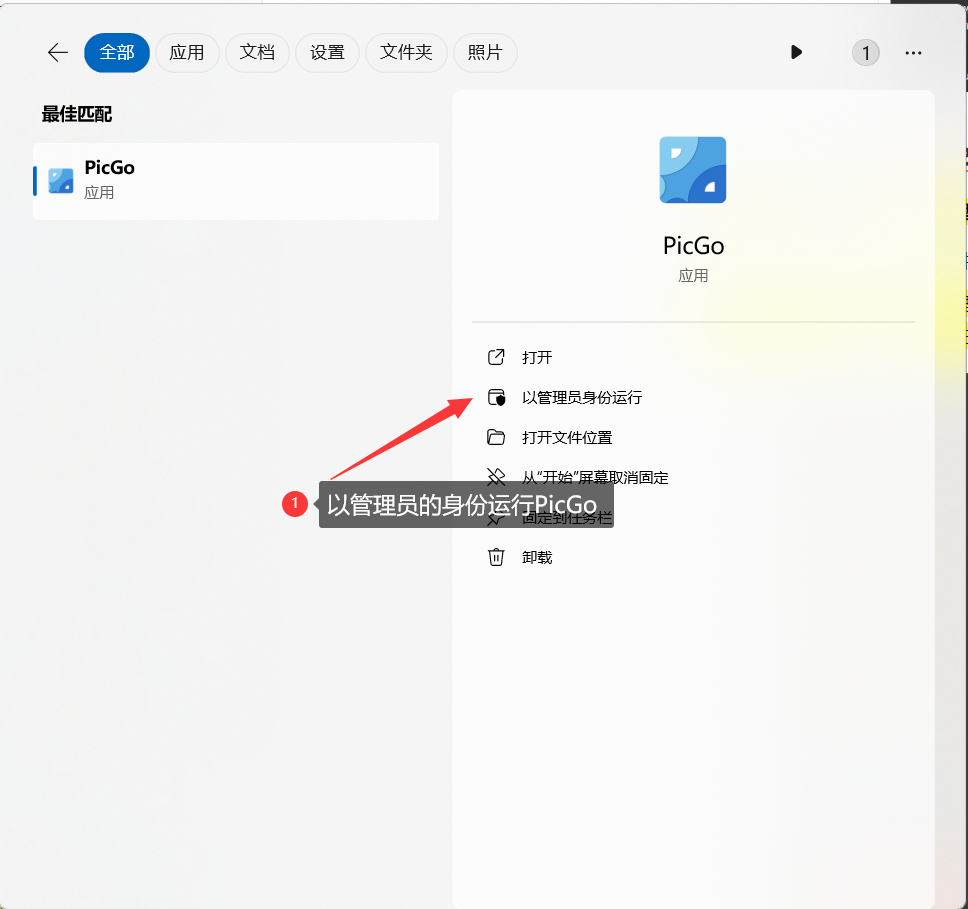 全部 应用 文档 设置 文件夹 照片 1
最佳匹配
PicGo
应用
PicGo
应用
打开
以管理员身份运行
打开文件位置
从“开始”屏幕取消固定
1 以管理员的身份运行PicGo
固定到任务栏
卸载